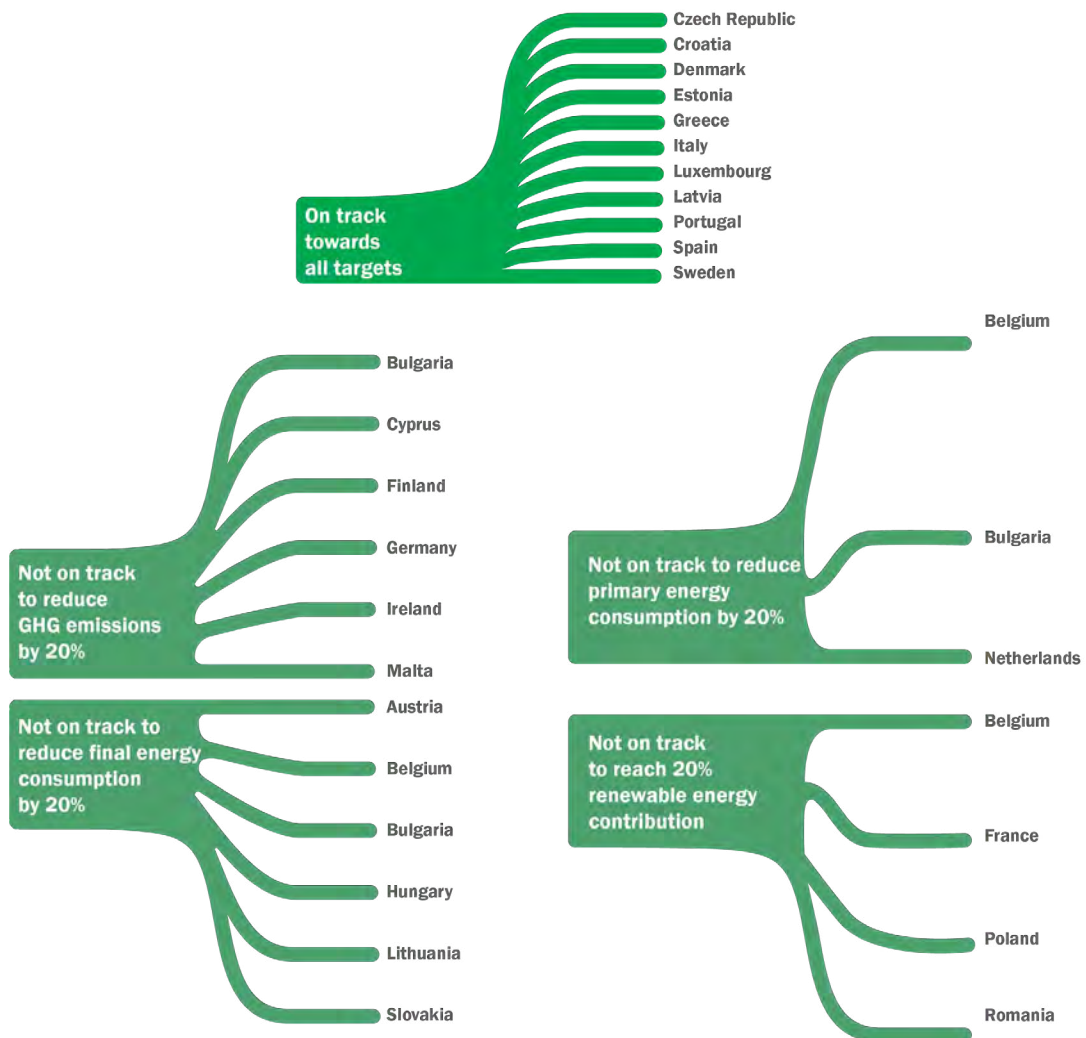 Czech Republic
Croatia
Denmark
Estonia
Greece
Italy
Luxembourg
Latvia
Portugal
Spain
Sweden
On track
towards
all targets
Bulgaria
Cyprus
Finland
Germany
Ireland
Malta
Not on track
to reduce
GHG emissions
by 20%
Belgium
Bulgaria
Netherlands
Not on track to reduce
primary energy
consumption by 20%
Austria
Belgium
Bulgaria
Hungary
Lithuania
Slovakia
Not on track to
reduce final energy
consumption
by 20%
Belgium
France
Poland
Romania
Not on track
to reach 20%
renewable energy
contribution